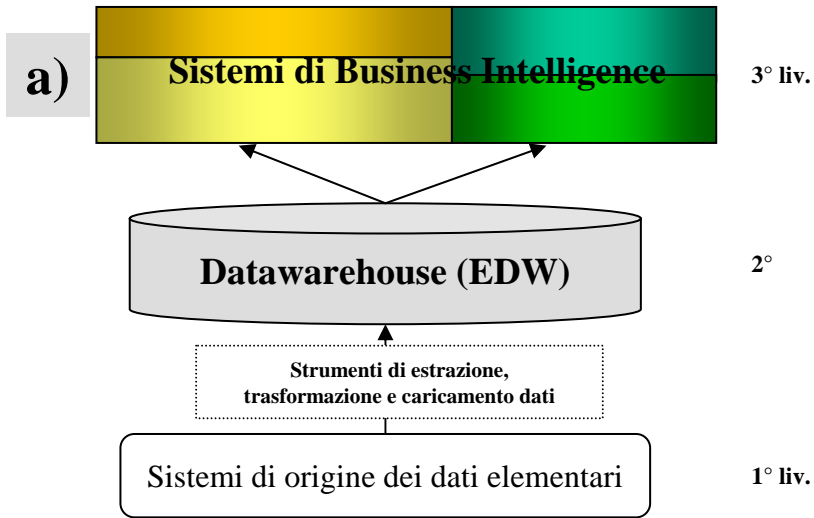 a)
Sistemi di Business Intelligence
3° liv.
Datawarehouse (EDW)
2°
Strumenti di estrazione,
trasformazione e caricamento dati
Sistemi di origine dei dati elementari
1° liv.